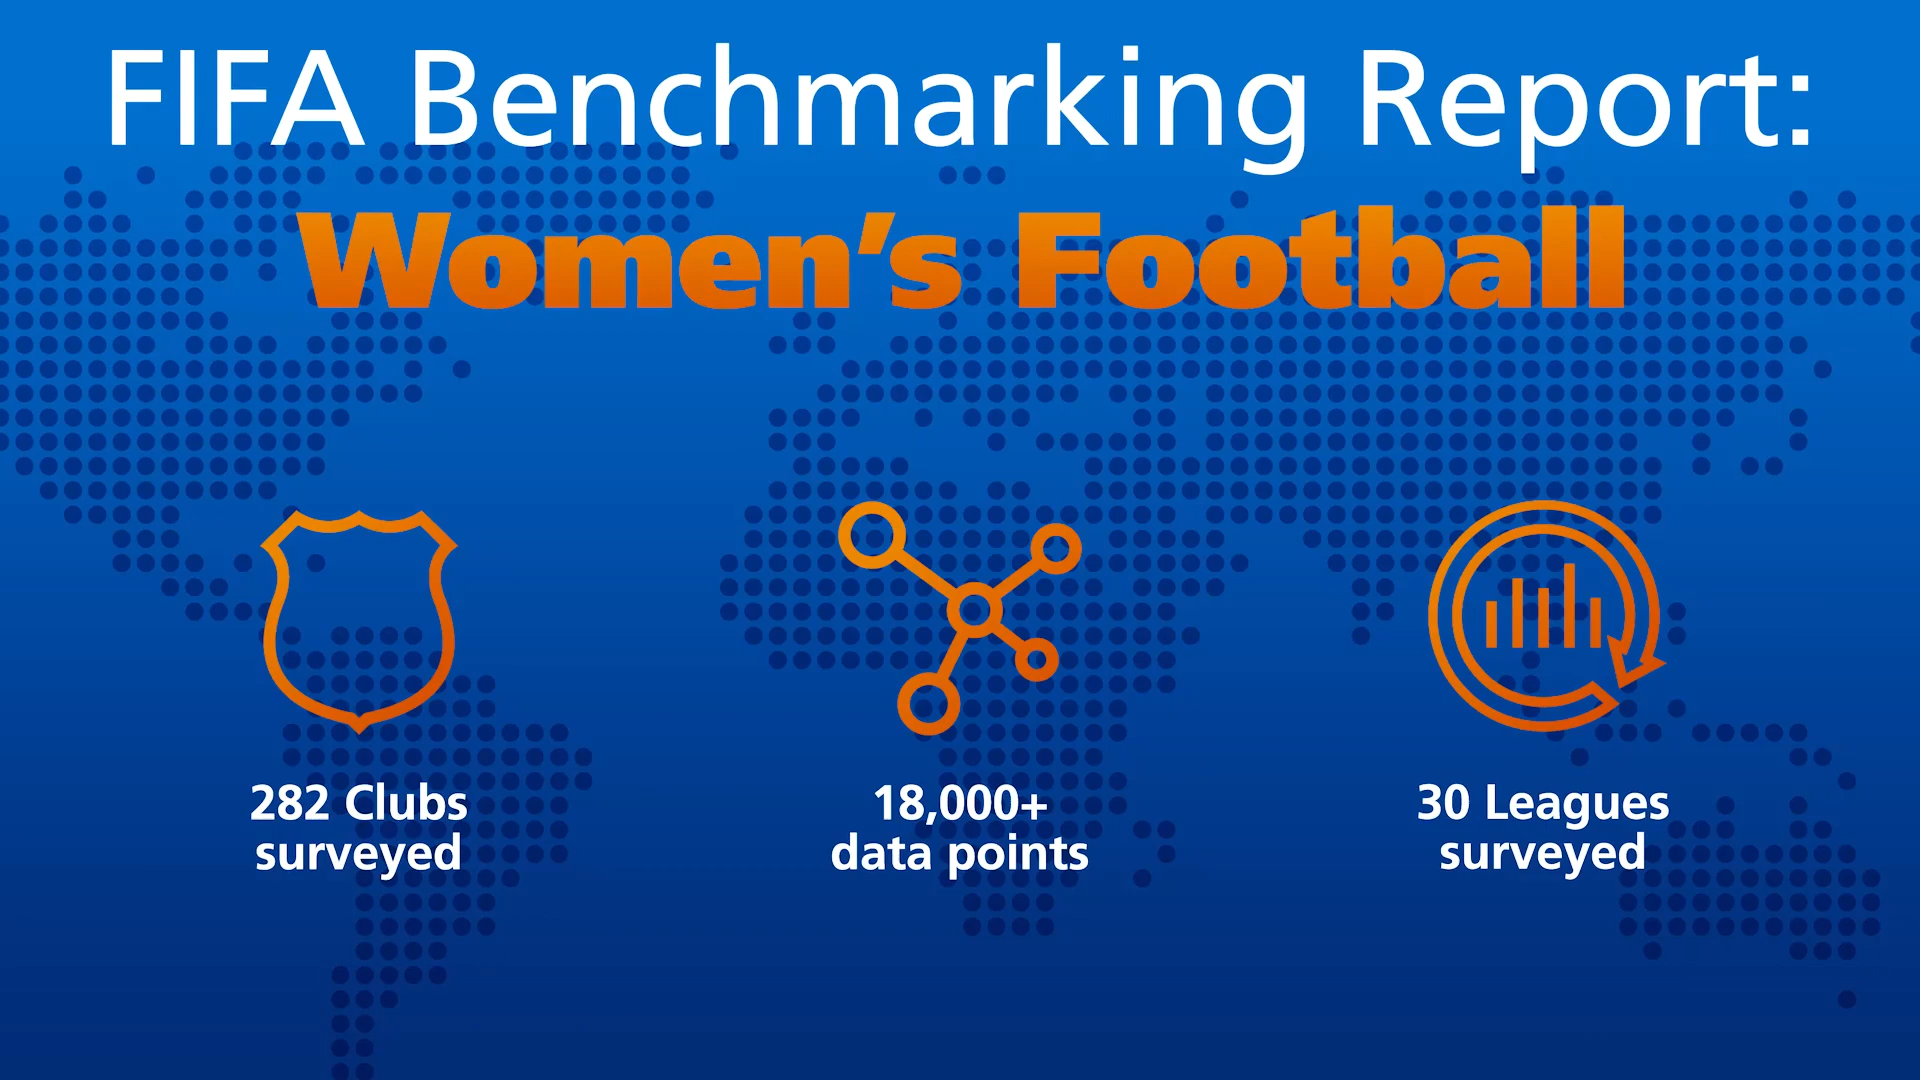 FIFA Benchmarking Report:
Women’s Football
282 Clubs
surveyed
18,000+
data points
30 Leagues
surveyed